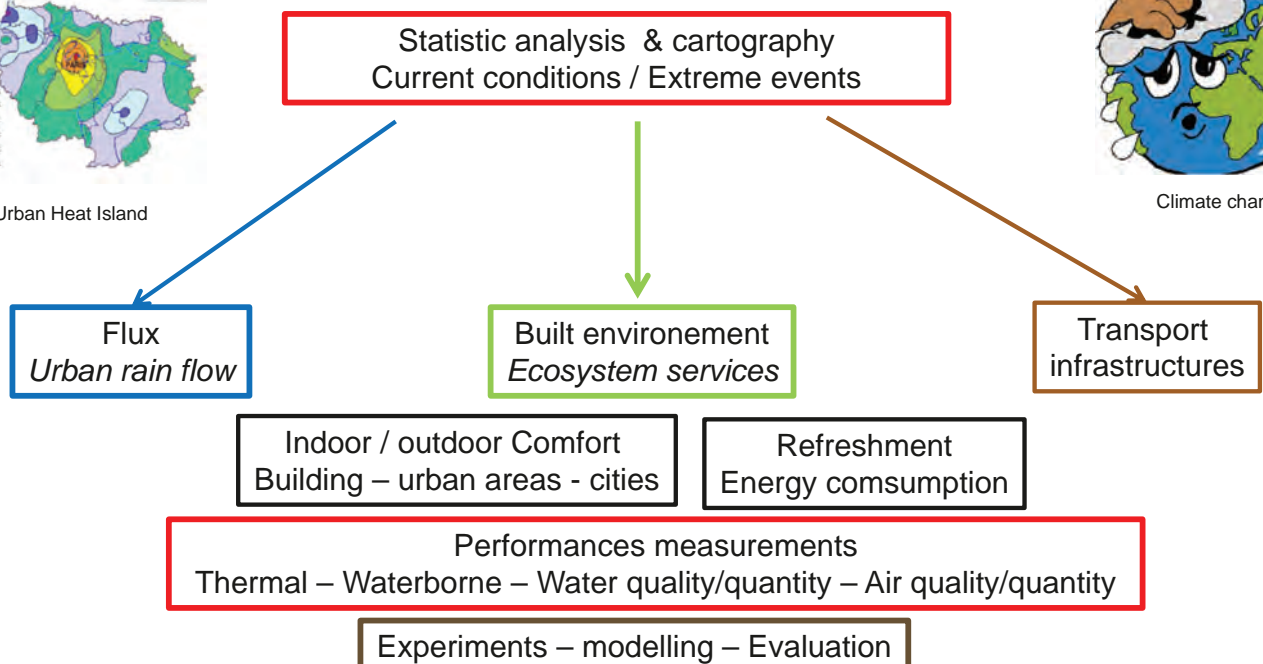 Statistic analysis & cartography
Current conditions / Extreme events
Urban Heat Island
Climate
Flux
Urban rain flow
Built environement
Ecosystem services
Transport
infrastructures
Indoor / outdoor Comfort
Building – urban areas - cities
Refreshment
Energy comsumption
Performances measurements
Thermal – Waterborne – Water quality/quantity – Air quality/quantity
Experiments – modelling – Evaluation